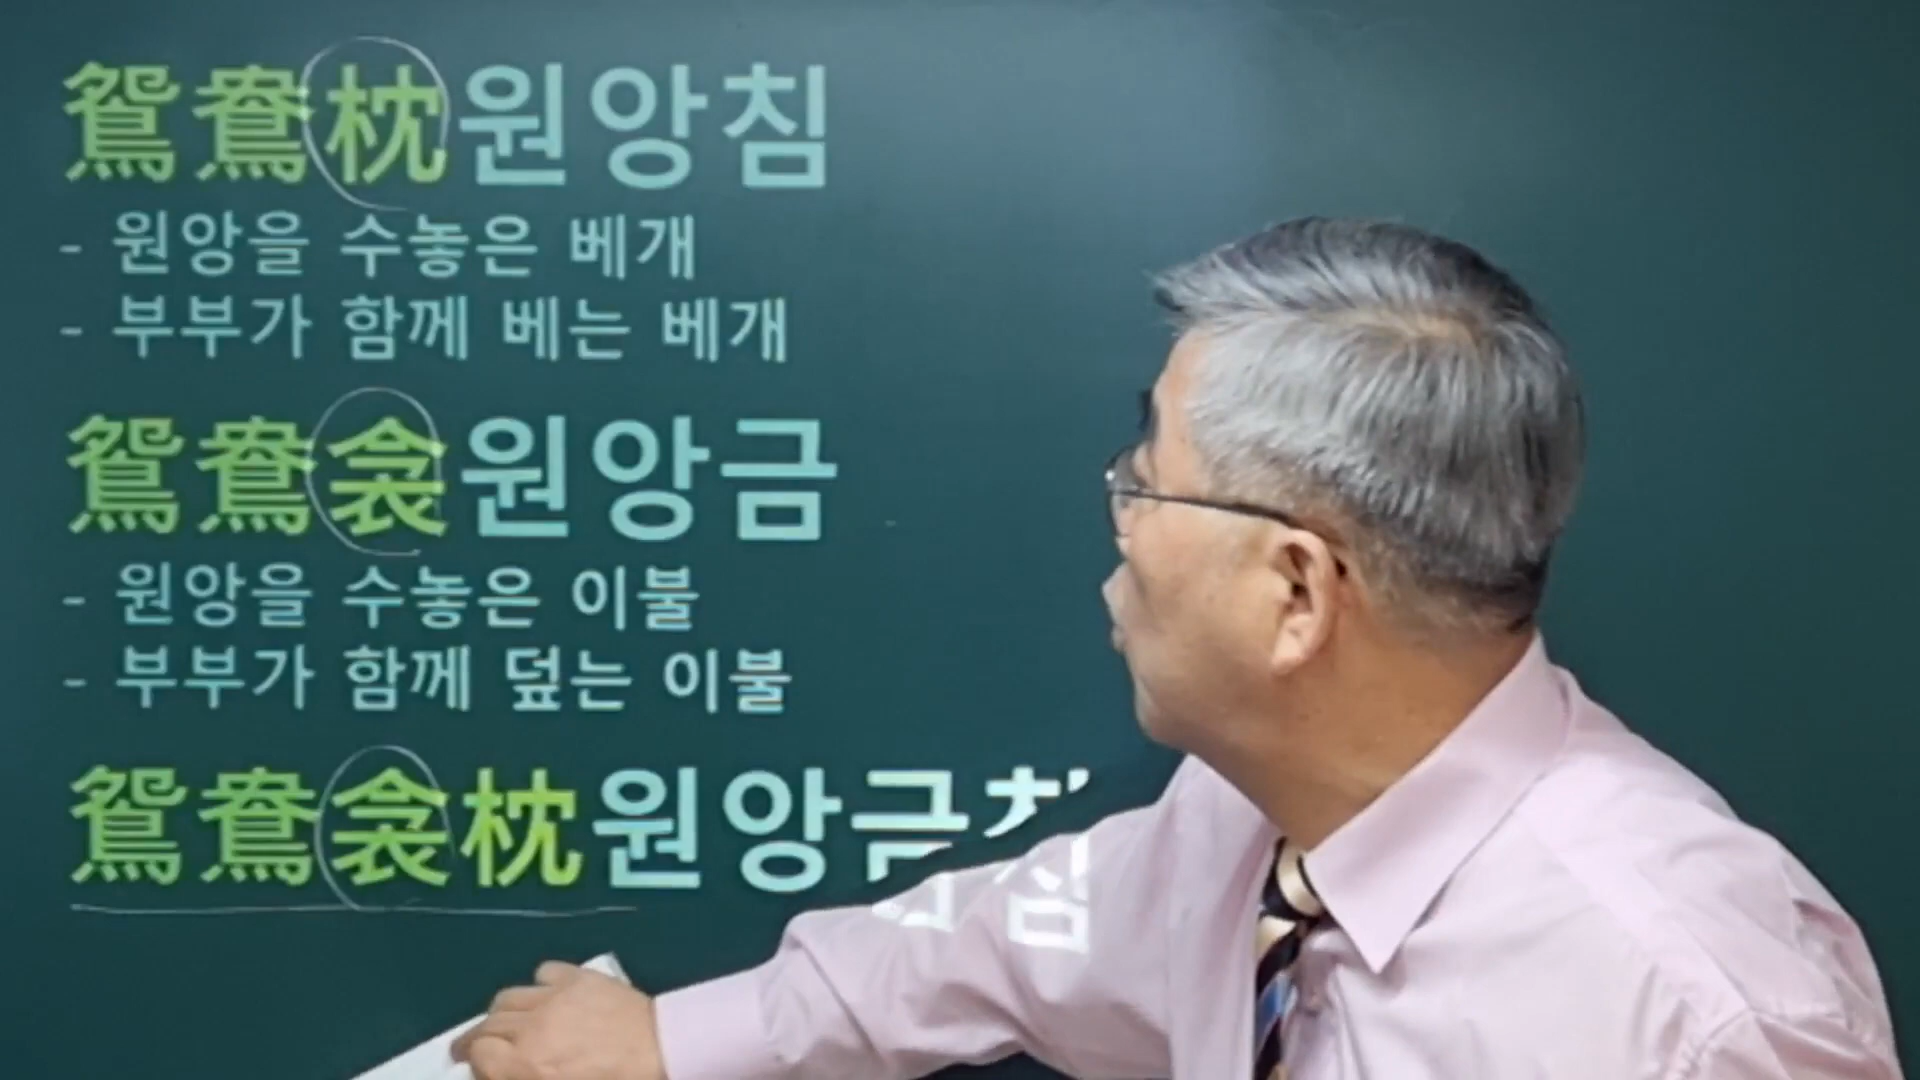 鴛鴦枕원앙침
- 원앙을 수놓은 베개
- 부부가 함께 베는 베개
鴛鴦衾원앙금
- 원앙을 수놓은 이불
- 부부가 함께 덮는 이불
鴛鴦衾枕원앙금침